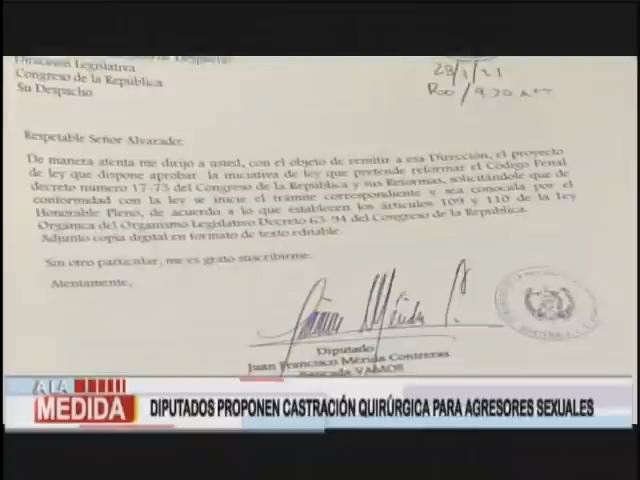 Dirección Legislativa
Congreso de la República
Su Despacho
28/1/21
9:20
Respetable Señor Alvarado:
De manera atenta me dirijo a usted, con el objeto de remitir a esa Dirección, el proyecto
de ley que dispone aprobar la iniciativa de ley que pretende reformar el Código Penal
decreto número 17-73 del Congreso de la República y sus Reformas, solicitándole que de
conformidad con la ley se inicie el trámite correspondiente y sea conocida por el
Honorable Pleno, de acuerdo a lo que establecen los artículos 109 y 110 de la Ley
Orgánica del Organismo Legislativo Decreto 63-94 del Congreso de la República.
Adjunto copia digital en formato de texto editable.
Sin otro particular, me es grato suscribirme.
Atentamente,
Diputado
Juan Francisco Mérida Contreras
Bancada VAMOS
A LA
MEDIDA
DIPUTADOS PROPONEN CASTRACIÓN QUIRÚRGICA PARA AGRESORES SEXUALES